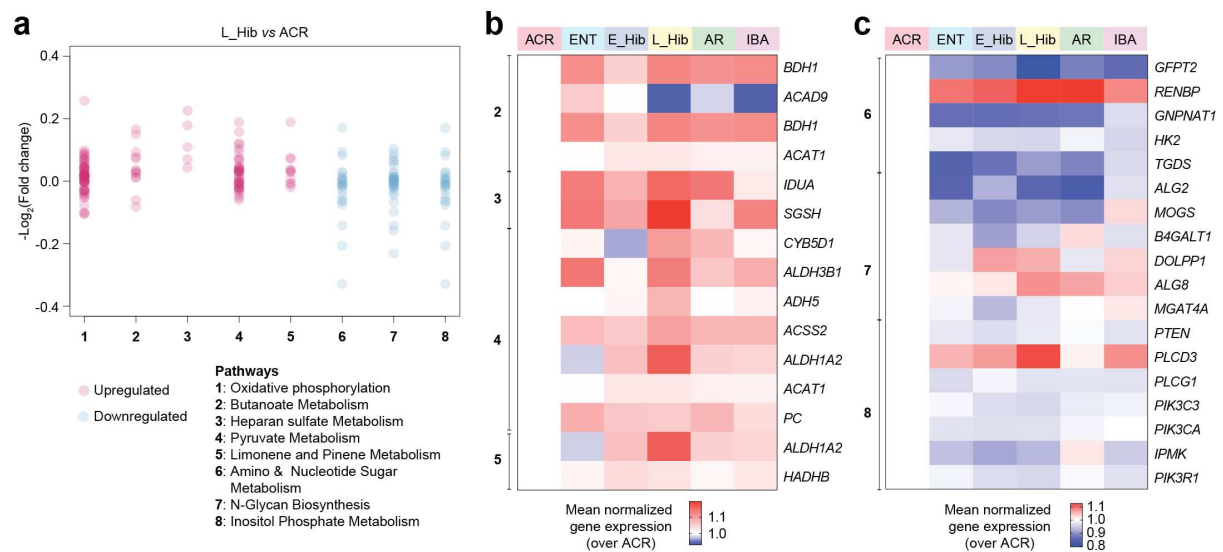 a
L_Hib vs ACR
-Log2(Fold change)
0.4
0.2
0.0
-0.2
-0.4
1 2 3 4 5 6 7 8
Upregulated
Downregulated
Pathways
1: Oxidative phosphorylation
2: Butanoate Metabolism
3: Heparan sulfate Metabolism
4: Pyruvate Metabolism
5: Limonene and Pinene Metabolism
6: Amino & Nucleotide Sugar
Metabolism
7: N-Glycan Biosynthesis
8: Inositol Phosphate Metabolism
b
ACR ENT E_Hib L_Hib AR IBA
2
3
4
5
BDH1
ACAD9
BDH1
ACAT1
IDUA
SGSH
CYB5D1
ALDH3B1
ADH5
ACSS2
ALDH1A2
ACAT1
PC
ALDH1A2
HADHB
Mean normalized
gene expression
(over ACR)
1.1
1.0
c
ACR ENT E_Hib L_Hib AR IBA
6
7
8
GFPT2
RENBP
GNPNAT1
HK2
TGDS
ALG2
MOGS
B4GALT1
DOLPP1
ALG8
MGAT4A
PTEN
PLCD3
PLCG1
PIK3C3
PIK3CA
IPMK
PIK3R1
Mean normalized
gene expression
(over ACR)
1.1
1.0
0.9
0.8